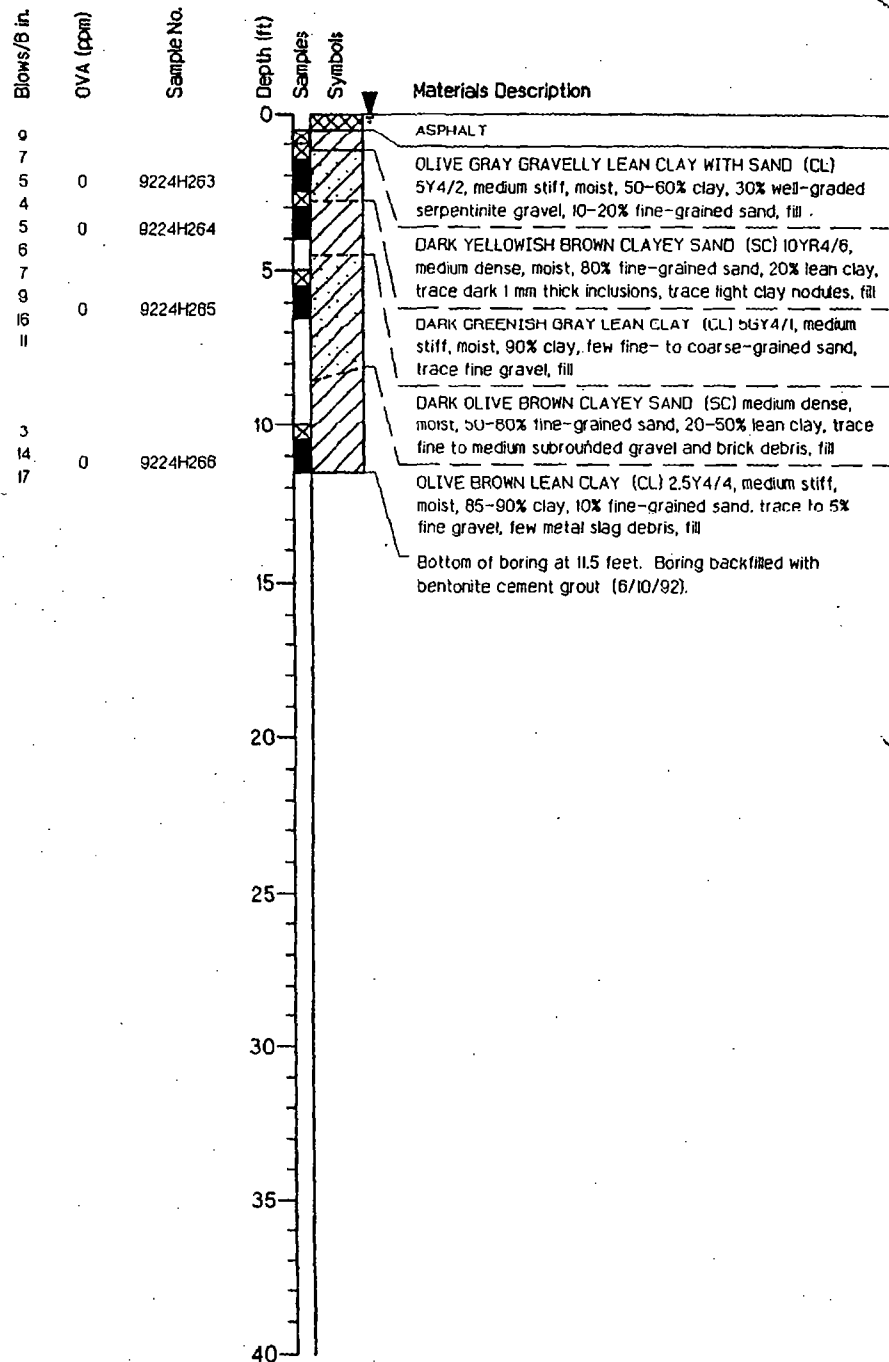 Blows/6 in. OVA (ppm) Sample No. Depth (ft) Samples Symbols Materials Description
0
ASPHALT
9
7
5 0 9224H263
4
5 0 9224H264
6
7
9 0 9224H265
16
11
3
14 0 9224H266
17
OLIVE GRAY GRAVELLY LEAN CLAY WITH SAND (CL)
5Y4/2, medium stiff, moist, 50-60% clay, 30% well-graded
serpentinite gravel, 10-20% fine-grained sand, fill
DARK YELLOWISH BROWN CLAYEY SAND (SC) 10YR4/6,
medium dense, moist, 80% fine-grained sand, 20% lean clay,
trace dark 1 mm thick inclusions, trace light clay nodules, fill
DARK GREENISH GRAY LEAN CLAY (CL) 5GY4/1, medium
stiff, moist, 90% clay, few fine- to coarse-grained sand,
trace fine gravel, fill
DARK OLIVE BROWN CLAYEY SAND (SC) medium dense,
moist, 50-80% fine-grained sand, 20-50% lean clay, trace
fine to medium subrounded gravel and brick debris, fill
OLIVE BROWN LEAN CLAY (CL) 2.5Y4/4, medium stiff,
moist, 85-90% clay, 10% fine-grained sand, trace to 5%
fine gravel, few metal slag debris, fill
Bottom of boring at 11.5 feet. Boring backfilled with
bentonite cement grout (6/10/92).
5
10
15
20
25
30
35
40